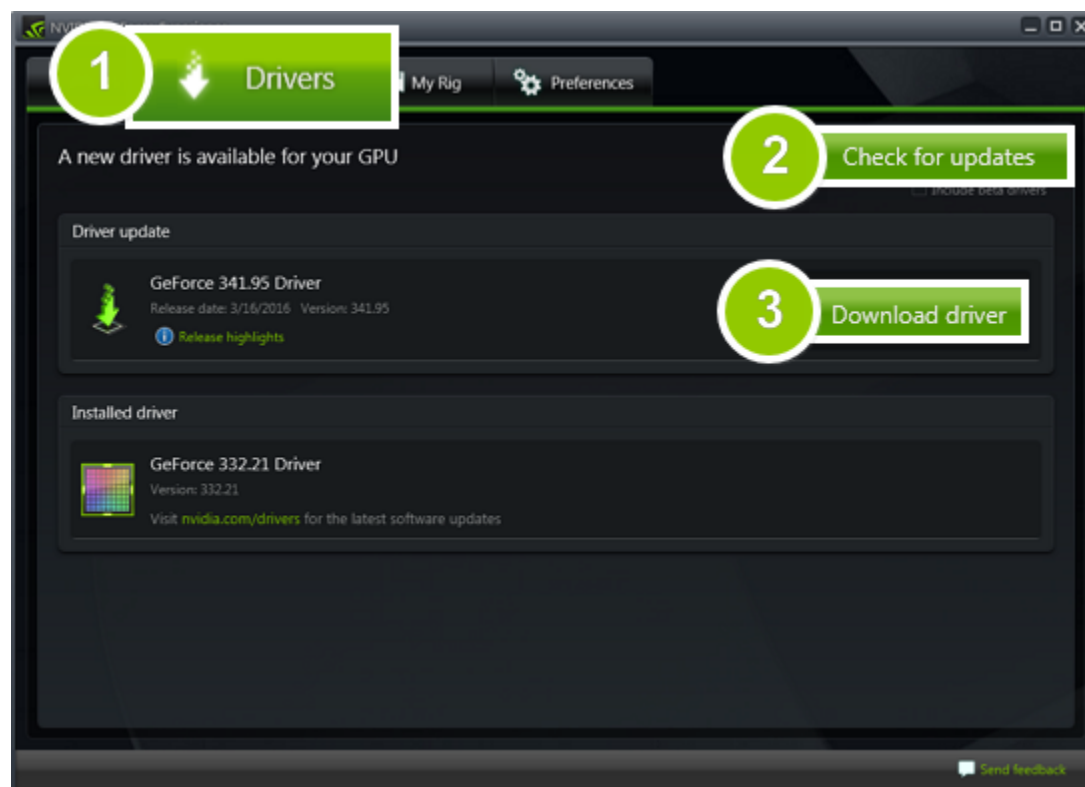 1
Drivers
My Rig
Preferences
A new driver is available for your GPU
2
Check for updates
Include beta drivers
Driver update
GeForce 341.95 Driver
Release date: 3/16/2016 Version: 341.95
Release highlights
3
Download driver
Installed driver
GeForce 332.21 Driver
Version: 332.21
Visit nvidia.com/drivers for the latest software updates
Send feedback